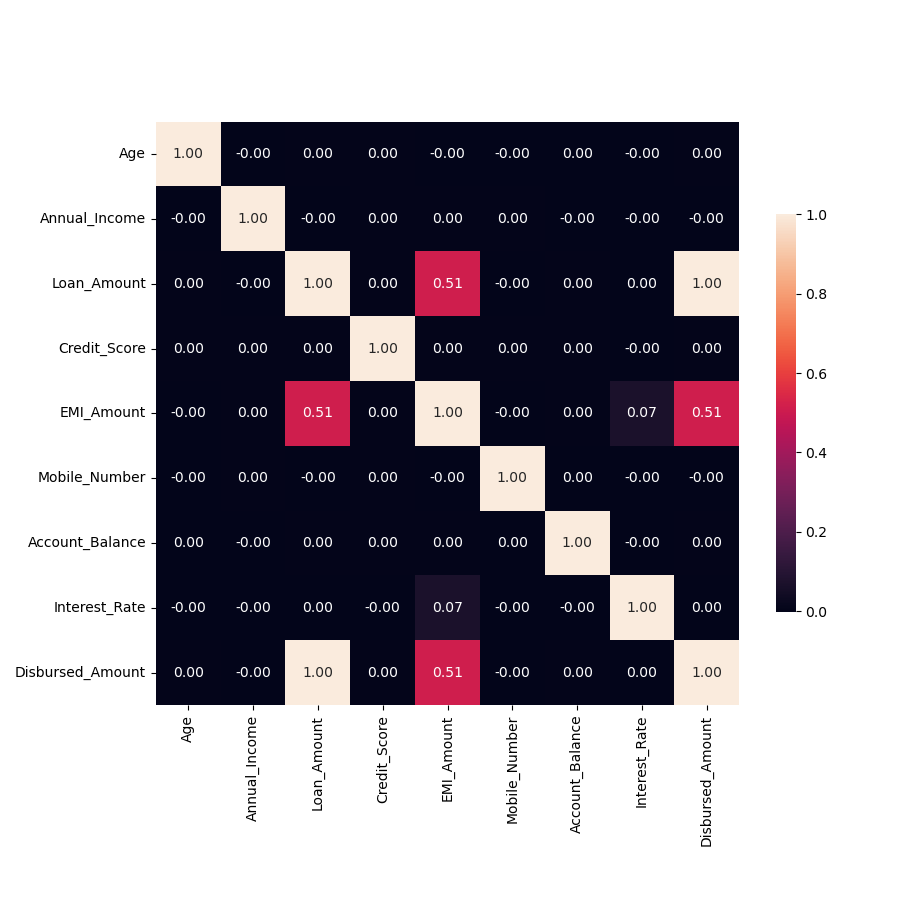 Age 1.00 -0.00 0.00 0.00 -0.00 -0.00 0.00 -0.00 0.00
Annual_Income -0.00 1.00 -0.00 0.00 0.00 0.00 -0.00 -0.00 -0.00
Loan_Amount 0.00 -0.00 1.00 0.00 0.51 -0.00 0.00 0.00 1.00
Credit_Score 0.00 0.00 0.00 1.00 0.00 0.00 0.00 -0.00 0.00
EMI_Amount -0.00 0.00 0.51 0.00 1.00 -0.00 0.00 0.07 0.51
Mobile_Number -0.00 0.00 -0.00 0.00 -0.00 1.00 0.00 -0.00 -0.00
Account_Balance 0.00 -0.00 0.00 0.00 0.00 0.00 1.00 -0.00 0.00
Interest_Rate -0.00 -0.00 0.00 -0.00 0.07 -0.00 -0.00 1.00 0.00
Disbursed_Amount 0.00 -0.00 1.00 0.00 0.51 -0.00 0.00 0.00 1.00
Age
Annual_Income
Loan_Amount
Credit_Score
EMI_Amount
Mobile_Number
Account_Balance
Interest_Rate
Disbursed_Amount
1.0
0.8
0.6
0.4
0.2
0.0